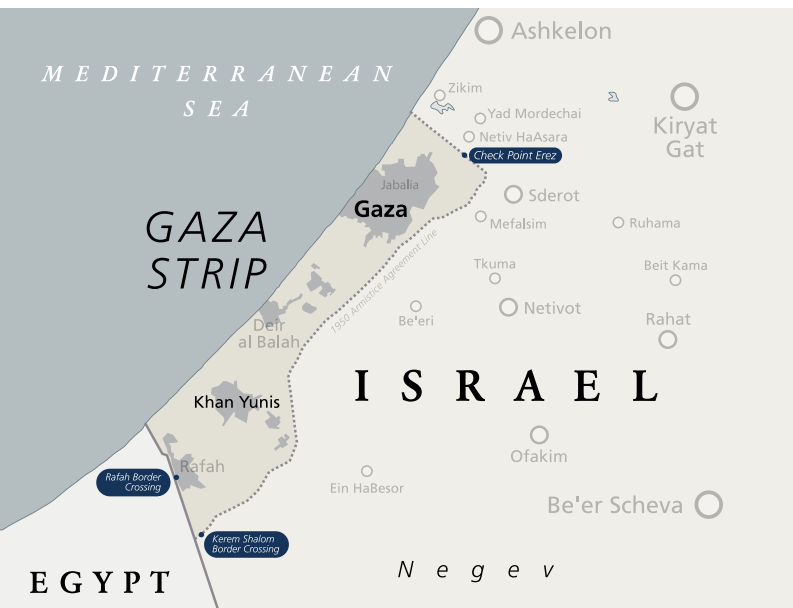 Ashkelon
MEDITERRANEAN
SEA
Zikim
Yad Mordechai
Netiv HaAsara
Kiryat
Gat
Check Point Erez
Jabalia
Gaza
Sderot
GAZA
STRIP
Mefalsim
Ruhama
1950 Armistice Agreement Line
Tkuma
Beit Kama
Be'eri
Netivot
Rahat
Deir
al Balah
ISRAEL
Khan Yunis
Ofakim
Rafah
Rafah Border
Crossing
Ein HaBesor
Be'er Scheva
Kerem Shalom
Border Crossing
EGYPT
Negev